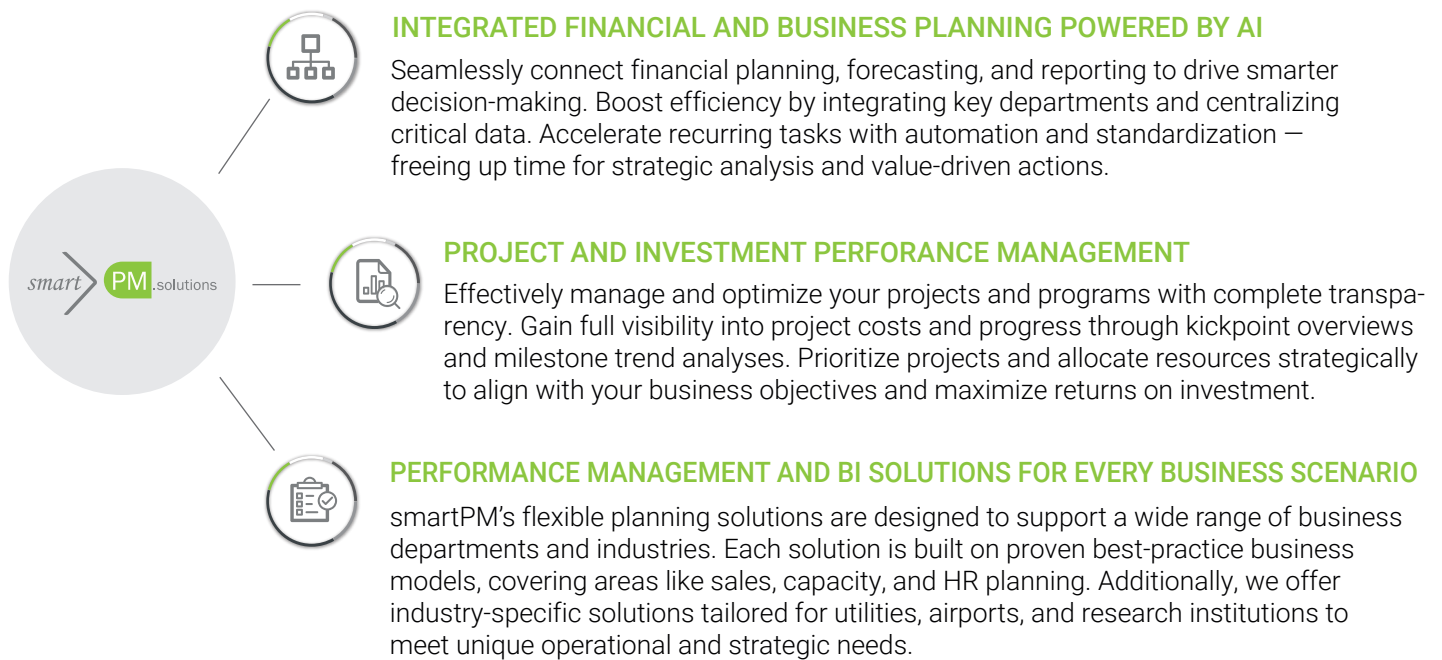 INTEGRATED FINANCIAL AND BUSINESS PLANNING POWERED BY AI
Seamlessly connect financial planning, forecasting, and reporting to drive smarter
decision-making. Boost efficiency by integrating key departments and centralizing
critical data. Accelerate recurring tasks with automation and standardization —
freeing up time for strategic analysis and value-driven actions.
smart PM.solutions
PROJECT AND INVESTMENT PERFORANCE MANAGEMENT
Effectively manage and optimize your projects and programs with complete transpa-
rency. Gain full visibility into project costs and progress through kickpoint overviews
and milestone trend analyses. Prioritize projects and allocate resources strategically
to align with your business objectives and maximize returns on investment.
PERFORMANCE MANAGEMENT AND BI SOLUTIONS FOR EVERY BUSINESS SCENARIO
smartPM’s flexible planning solutions are designed to support a wide range of business
departments and industries. Each solution is built on proven best-practice business
models, covering areas like sales, capacity, and HR planning. Additionally, we offer
industry-specific solutions tailored for utilities, airports, and research institutions to
meet unique operational and strategic needs.